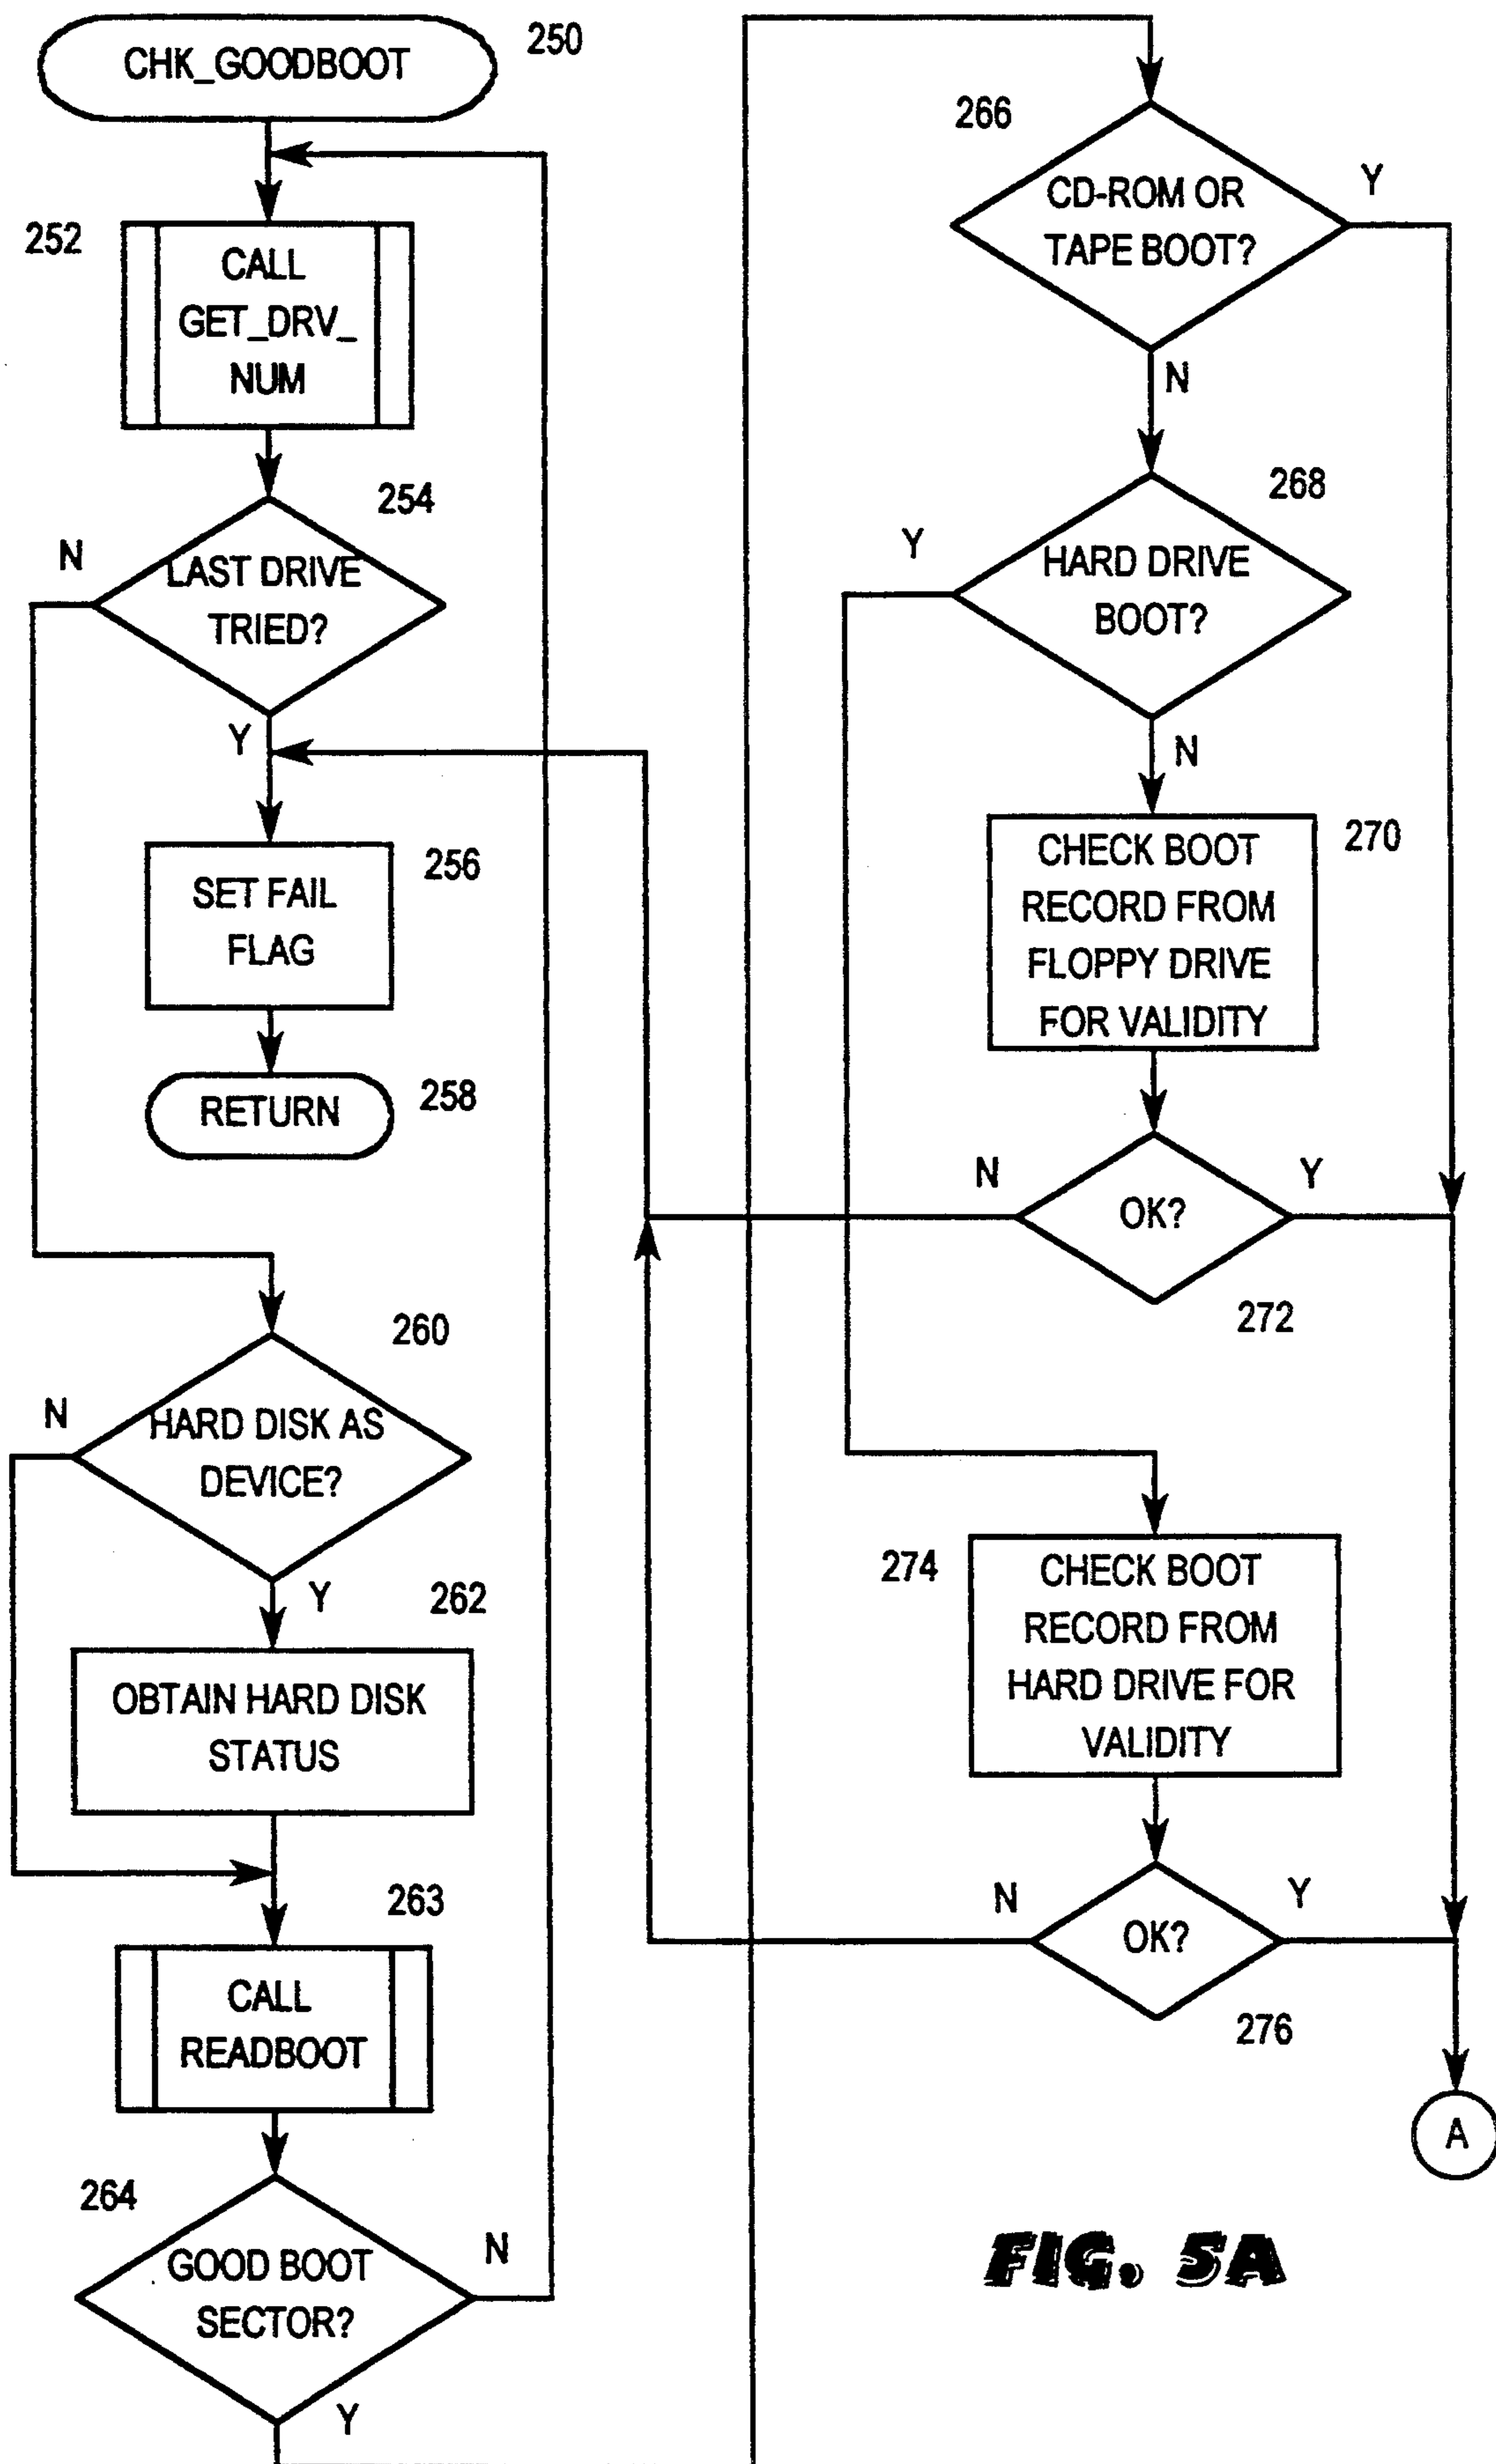 CHK_GOODBOOT
250
252
CALL
GET_DRV_
NUM
254
N
LAST DRIVE
TRIED?
Y
256
SET FAIL
FLAG
RETURN
258
260
N
HARD DISK AS
DEVICE?
Y
262
OBTAIN HARD DISK
STATUS
263
CALL
READBOOT
264
GOOD BOOT
SECTOR?
N
Y
266
CD-ROM OR
TAPE BOOT?
Y
N
268
Y
HARD DRIVE
BOOT?
N
270
CHECK BOOT
RECORD FROM
FLOPPY DRIVE
FOR VALIDITY
N
OK?
Y
272
274
CHECK BOOT
RECORD FROM
HARD DRIVE FOR
VALIDITY
N
OK?
Y
276
A
FIG. 5A